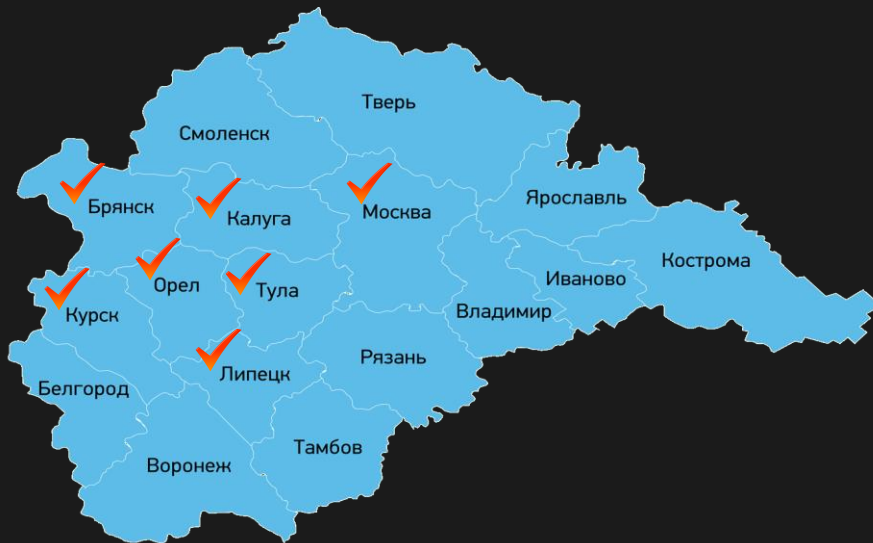 Тверь
Смоленск
Ярославль
Брянск
Калуга
Москва
Кострома
Иваново
Орел
Тула
Владимир
Курск
Рязань
Липецк
Белгород
Тамбов
Воронеж